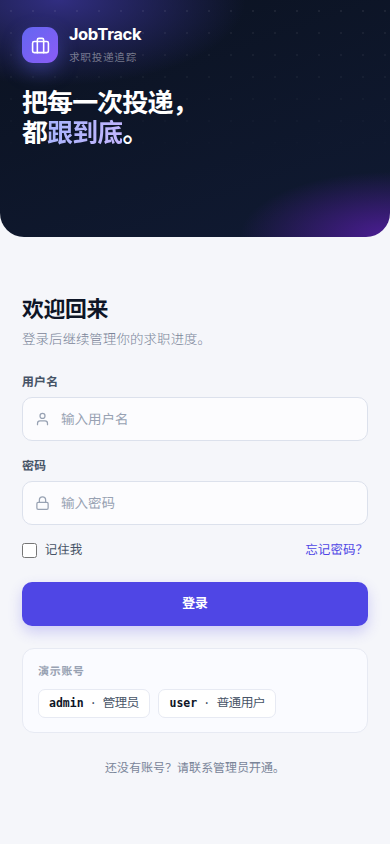 JobTrack
求职投递追踪
把每一次投递，
都跟到底。
欢迎回来
登录后继续管理你的求职进度。
用户名
输入用户名
密码
输入密码
记住我
忘记密码?
登录
演示账号
admin · 管理员
user · 普通用户
还没有账号？请联系管理员开通。